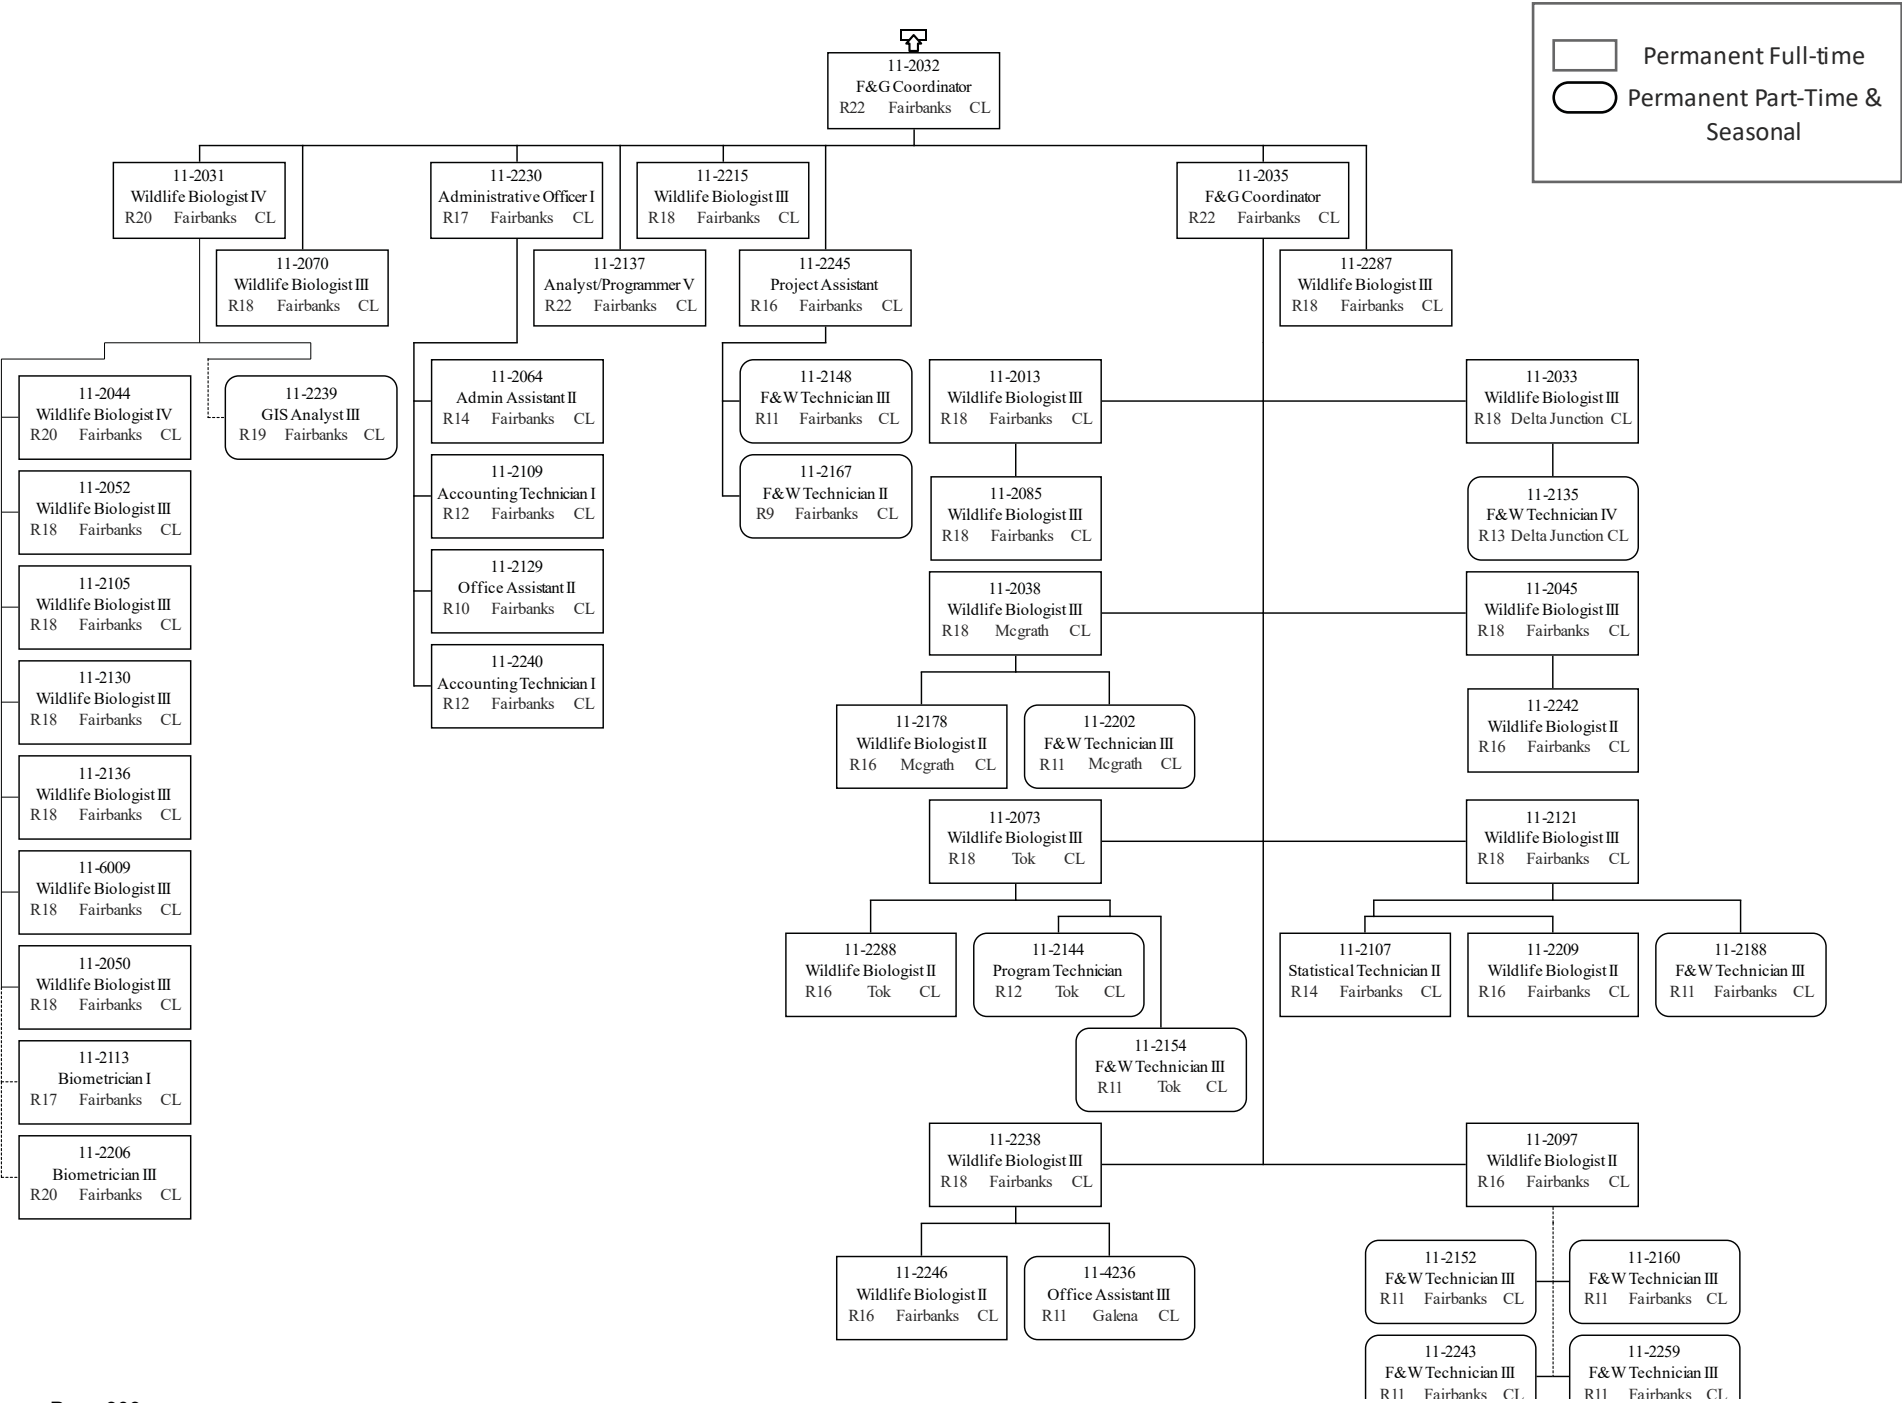 Permanent Full-time
Permanent Part-Time &
Seasonal
11-2032
F&G Coordinator
R22 Fairbanks CL
11-2031
Wildlife Biologist IV
R20 Fairbanks CL
11-2230
Administrative Officer I
R17 Fairbanks CL
11-2215
Wildlife Biologist III
R18 Fairbanks CL
11-2035
F&G Coordinator
R22 Fairbanks CL
11-2070
Wildlife Biologist III
R18 Fairbanks CL
11-2137
Analyst/Programmer V
R22 Fairbanks CL
11-2245
Project Assistant
R16 Fairbanks CL
11-2287
Wildlife Biologist III
R18 Fairbanks CL
11-2044
Wildlife Biologist IV
R20 Fairbanks CL
11-2239
GIS Analyst III
R19 Fairbanks CL
11-2052
Wildlife Biologist III
R18 Fairbanks CL
11-2105
Wildlife Biologist III
R18 Fairbanks CL
11-2130
Wildlife Biologist III
R18 Fairbanks CL
11-2136
Wildlife Biologist III
R18 Fairbanks CL
11-6009
Wildlife Biologist III
R18 Fairbanks CL
11-2050
Wildlife Biologist III
R18 Fairbanks CL
11-2113
Biometrician I
R17 Fairbanks CL
11-2206
Biometrician III
R20 Fairbanks CL
11-2064
Admin Assistant II
R14 Fairbanks CL
11-2109
Accounting Technician I
R12 Fairbanks CL
11-2129
Office Assistant II
R10 Fairbanks CL
11-2240
Accounting Technician I
R12 Fairbanks CL
11-2148
F&W Technician III
R11 Fairbanks CL
11-2167
F&W Technician II
R9 Fairbanks CL
11-2013
Wildlife Biologist III
R18 Fairbanks CL
11-2033
Wildlife Biologist III
R18 Delta Junction CL
11-2085
Wildlife Biologist III
R18 Fairbanks CL
11-2135
F&W Technician IV
R13 Delta Junction CL
11-2038
Wildlife Biologist III
R18 Mcgrath CL
11-2045
Wildlife Biologist III
R18 Fairbanks CL
11-2178
Wildlife Biologist II
R16 Mcgrath CL
11-2202
F&W Technician III
R11 Mcgrath CL
11-2242
Wildlife Biologist II
R16 Fairbanks CL
11-2073
Wildlife Biologist III
R18 Tok CL
11-2121
Wildlife Biologist III
R18 Fairbanks CL
11-2288
Wildlife Biologist II
R16 Tok CL
11-2144
Program Technician
R12 Tok CL
11-2107
Statistical Technician II
R14 Fairbanks CL
11-2209
Wildlife Biologist II
R16 Fairbanks CL
11-2188
F&W Technician III
R11 Fairbanks CL
11-2154
F&W Technician III
R11 Tok CL
11-2238
Wildlife Biologist III
R18 Fairbanks CL
11-2097
Wildlife Biologist II
R16 Fairbanks CL
11-2246
Wildlife Biologist II
R16 Fairbanks CL
11-4236
Office Assistant III
R11 Galena CL
11-2152
F&W Technician III
R11 Fairbanks CL
11-2160
F&W Technician III
R11 Fairbanks CL
11-2243
F&W Technician III
R11 Fairbanks CL
11-2259
F&W Technician III
R11 Fairbanks CL